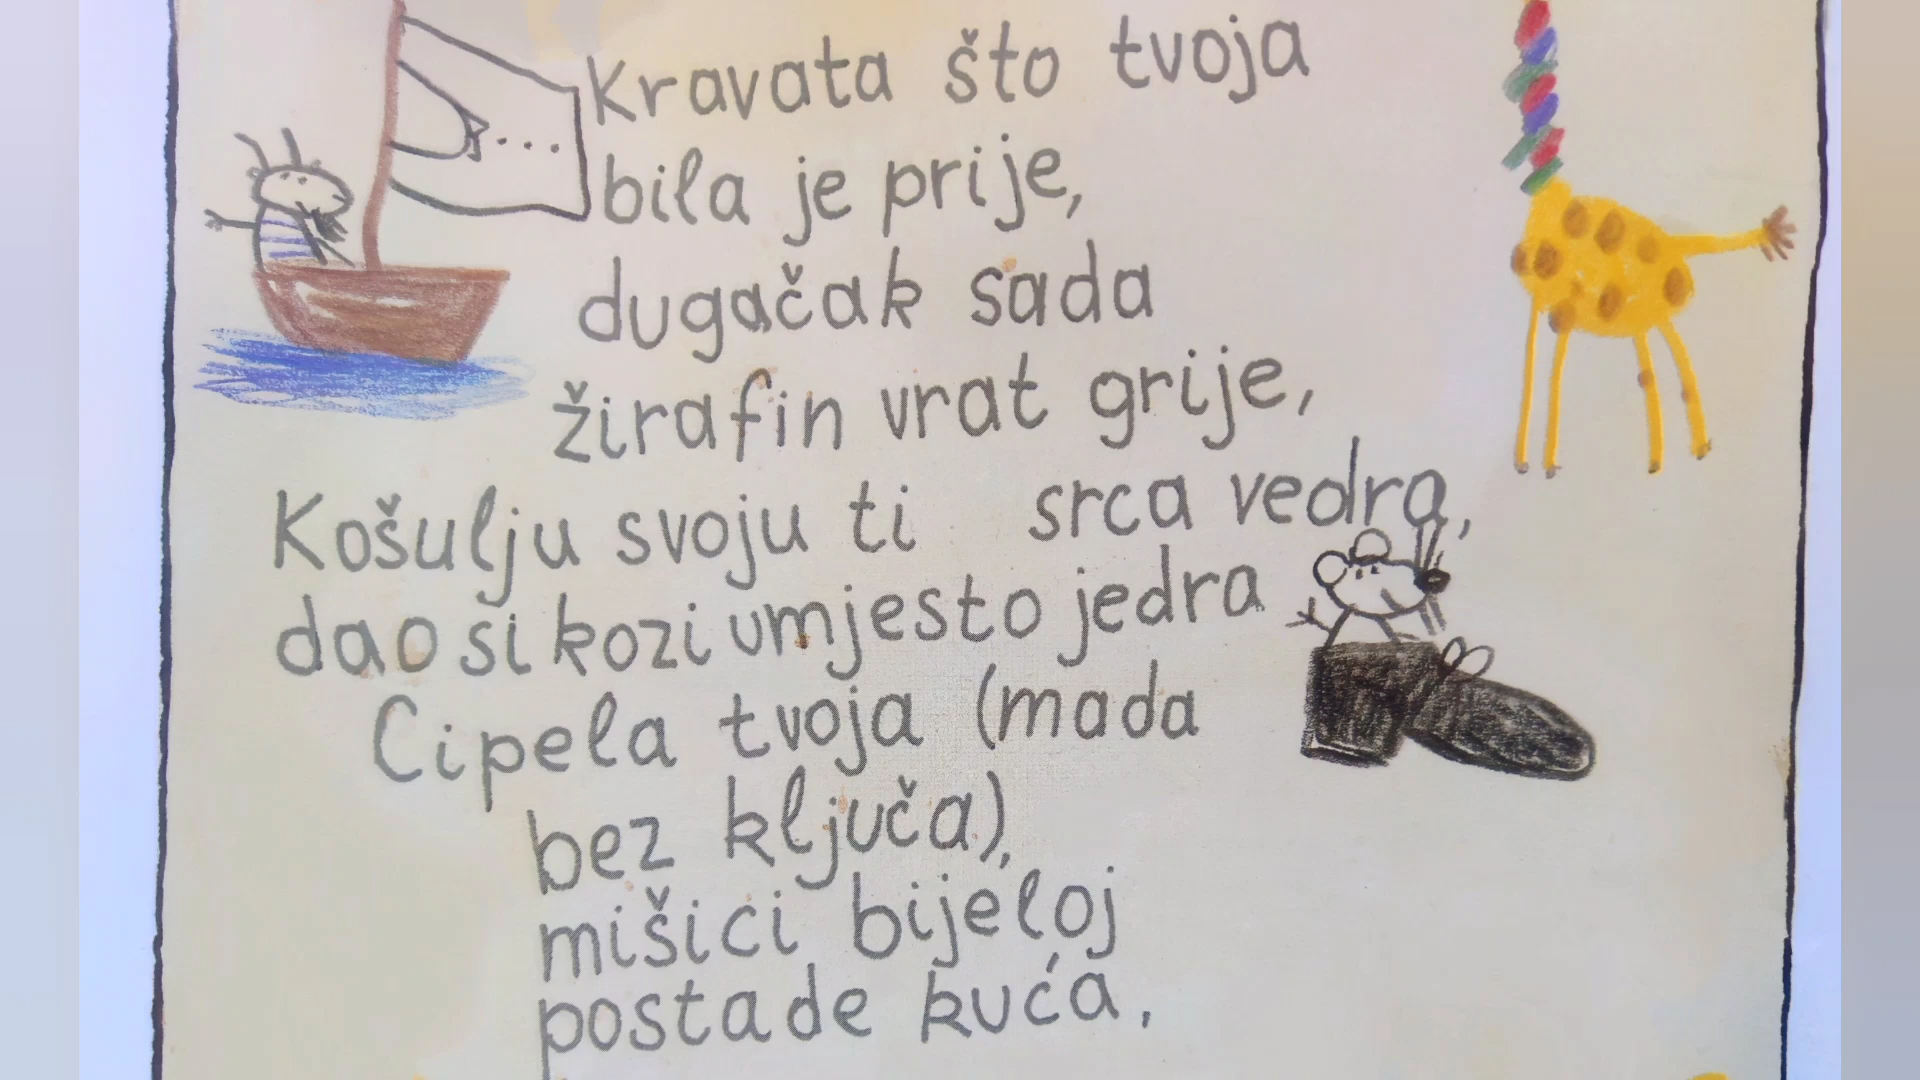 Kravata što tvoja
bila je prije,
dugačak sada
žirafin vrat grije,
Košulju svoju ti srca vedra,
dao si kozi umjesto jedra
Cipela tvoja (mada
bez ključa),
mišici bijeloj
postade kuća,